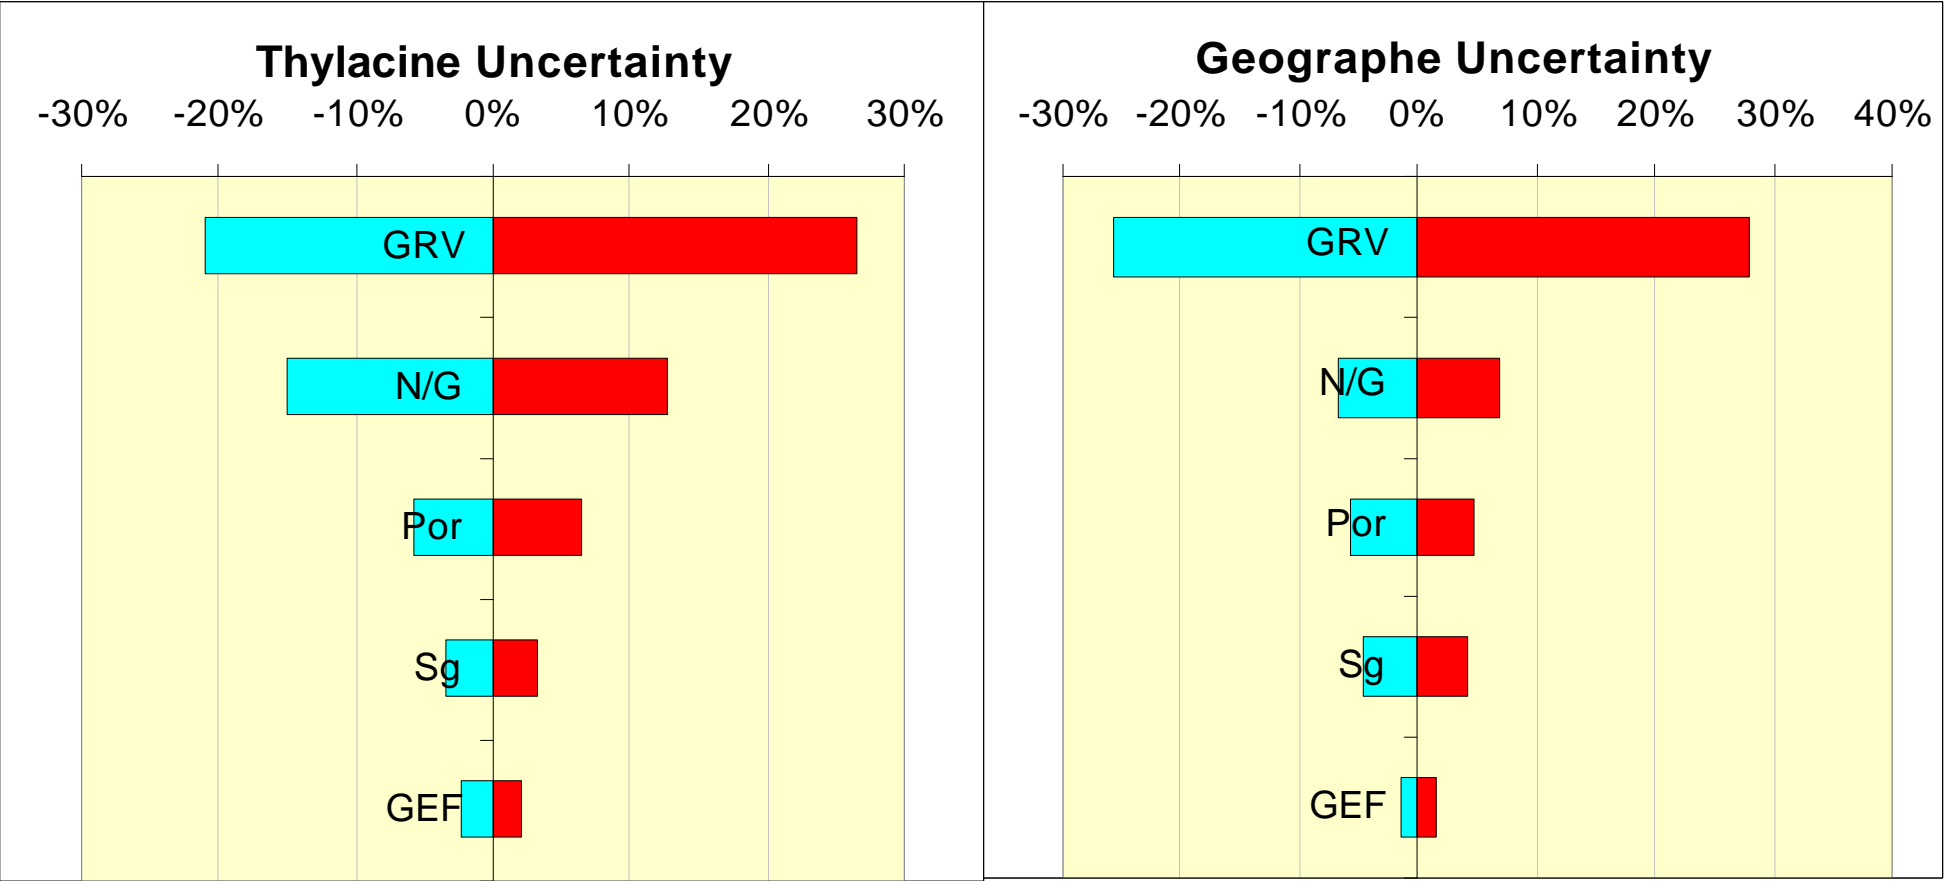 Thylacine Uncertainty
-30% -20% -10% 0% 10% 20% 30%
GRV
N/G
Por
Sg
GEF
Geographe Uncertainty
-30% -20% -10% 0% 10% 20% 30% 40%
GRV
N/G
Por
Sg
GEF